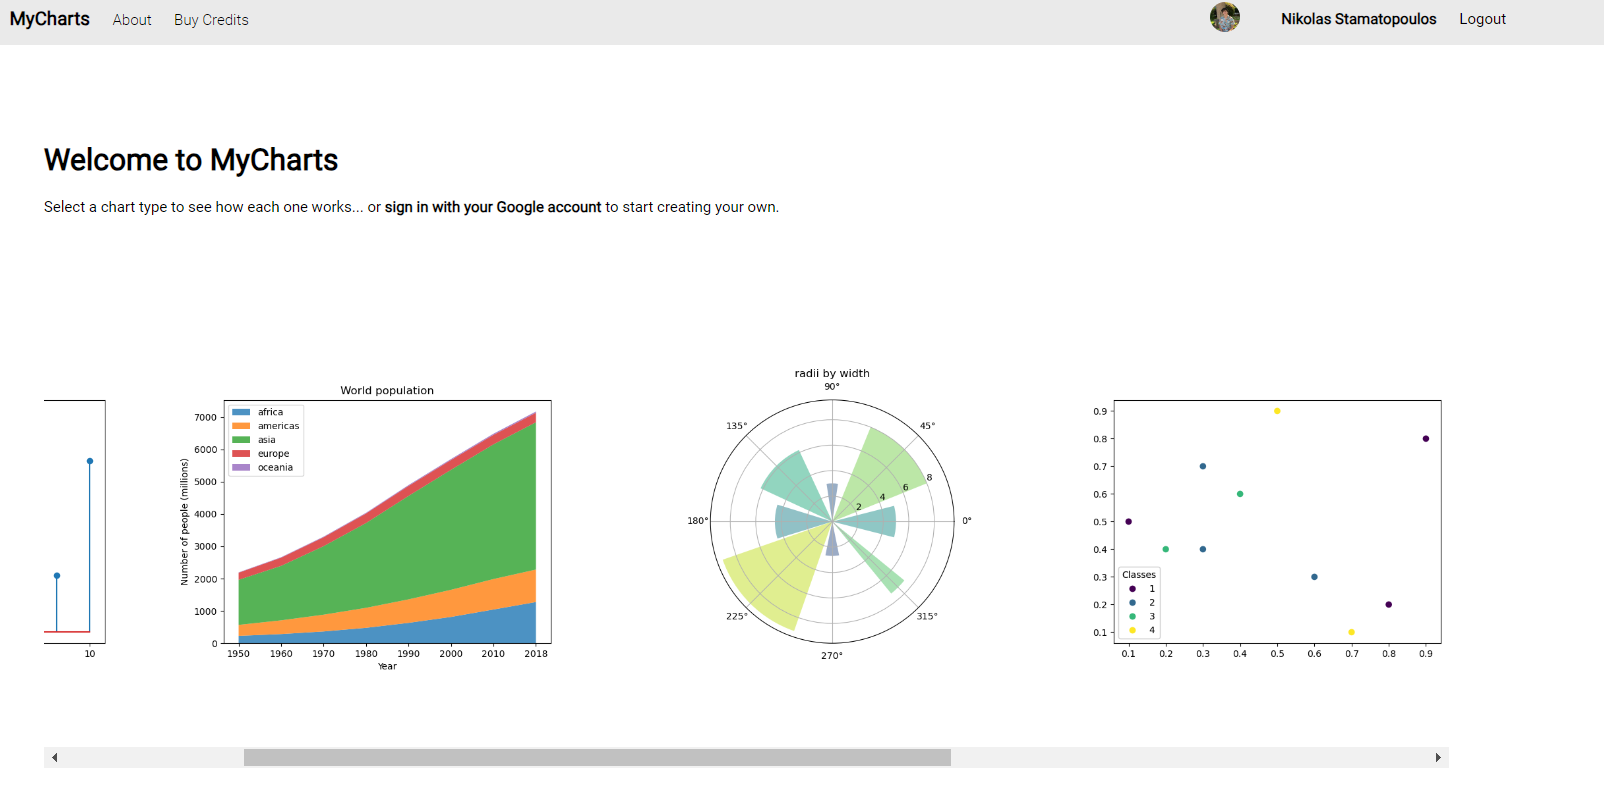 MyCharts About Buy Credits Nikolas Stamatopoulos Logout
Welcome to MyCharts
Select a chart type to see how each one works... or sign in with your Google account to start creating your own.
10
World population
africa
americas
asia
europe
oceania
7000
6000
5000
4000
3000
2000
1000
0
Number of people (millions)
1950 1960 1970 1980 1990 2000 2010 2018
Year
radii by width
90°
135° 45°
8
6
4
2
180° 0°
225° 315°
270°
0.9
0.8
0.7
0.6
0.5
0.4
0.3
0.2
0.1
Classes
1
2
3
4
0.1 0.2 0.3 0.4 0.5 0.6 0.7 0.8 0.9